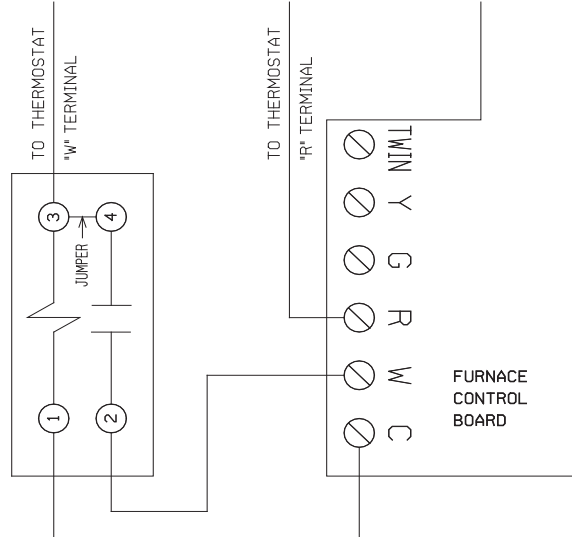 TO THERMOSTAT
"W" TERMINAL
TO THERMOSTAT
"R" TERMINAL
3
4
JUMPER
1
2
TWIN
Y
G
R
W
C
FURNACE
CONTROL
BOARD